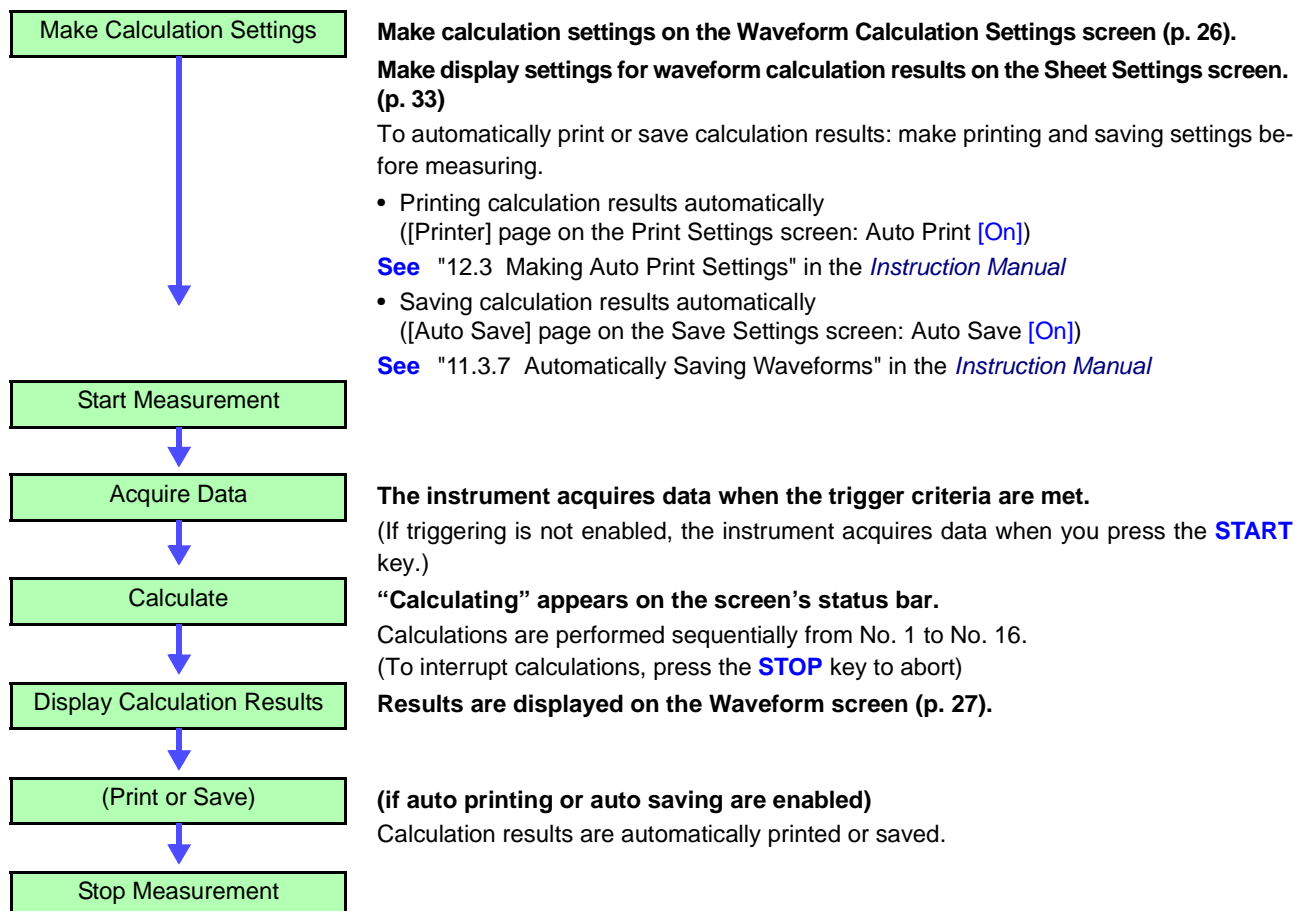 Make Calculation Settings
Make calculation settings on the Waveform Calculation Settings screen (p. 26).
Make display settings for waveform calculation results on the Sheet Settings screen.
(p. 33)
To automatically print or save calculation results: make printing and saving settings be-
fore measuring.
• Printing calculation results automatically
([Printer] page on the Print Settings screen: Auto Print [On])
See "12.3 Making Auto Print Settings" in the Instruction Manual
• Saving calculation results automatically
([Auto Save] page on the Save Settings screen: Auto Save [On])
See "11.3.7 Automatically Saving Waveforms" in the Instruction Manual
Start Measurement
Acquire Data
The instrument acquires data when the trigger criteria are met.
(If triggering is not enabled, the instrument acquires data when you press the START
key.)
Calculate
“Calculating” appears on the screen’s status bar.
Calculations are performed sequentially from No. 1 to No. 16.
(To interrupt calculations, press the STOP key to abort)
Display Calculation Results
Results are displayed on the Waveform screen (p. 27).
(Print or Save)
(if auto printing or auto saving are enabled)
Calculation results are automatically printed or saved.
Stop Measurement